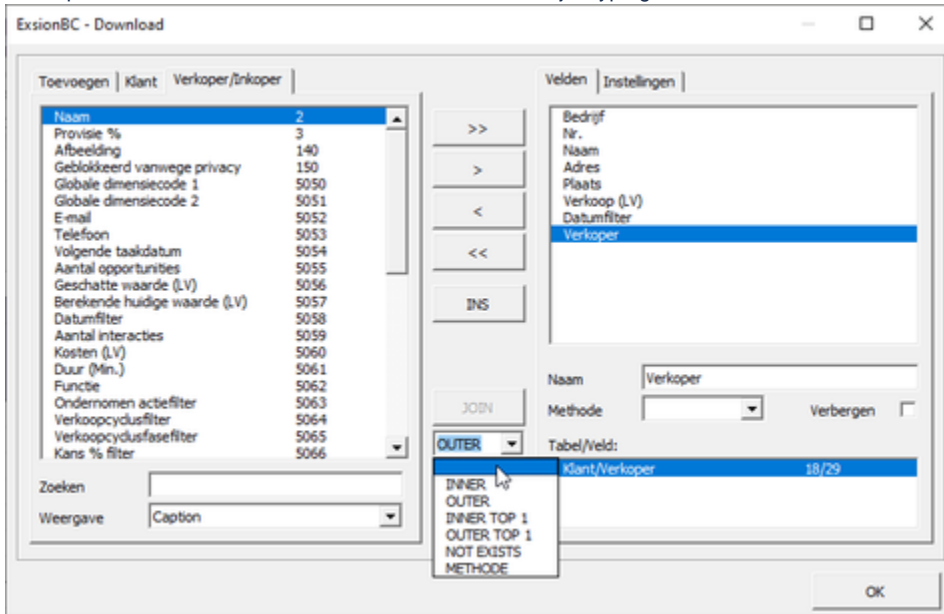 ExsionBC - Download
Toevoegen Klant Verkoper/Inkoper
Naam 2
Provisie % 3
Afbeelding 140
Geblokkeerd vanwege privacy 150
Globale dimensiecode 1 5050
Globale dimensiecode 2 5051
E-mail 5052
Telefoon 5053
Volgende taakdatum 5054
Aantal opportunities 5055
Geschatte waarde (LV) 5056
Berekende huidige waarde (LV) 5057
Datumfilter 5058
Aantal interacties 5059
Kosten (LV) 5060
Duur (Min.) 5061
Functie 5062
Ondernomen actiefilter 5063
Verkoopcyclusfilter 5064
Verkoopcyclusfasefilter 5065
Kans % filter 5066
Zoeken
Weergave Caption
>>
>
<
<<
INS
JOIN
OUTER
INNER
OUTER
INNER TOP 1
OUTER TOP 1
NOT EXISTS
METHODE
Velden Instellingen
Bedrijf
Nr.
Naam
Adres
Plaats
Verkoop (LV)
Datumfilter
Verkoper
Naam Verkoper
Methode Verbergen
Tabel/Veld:
Klant/Verkoper 18/29
OK